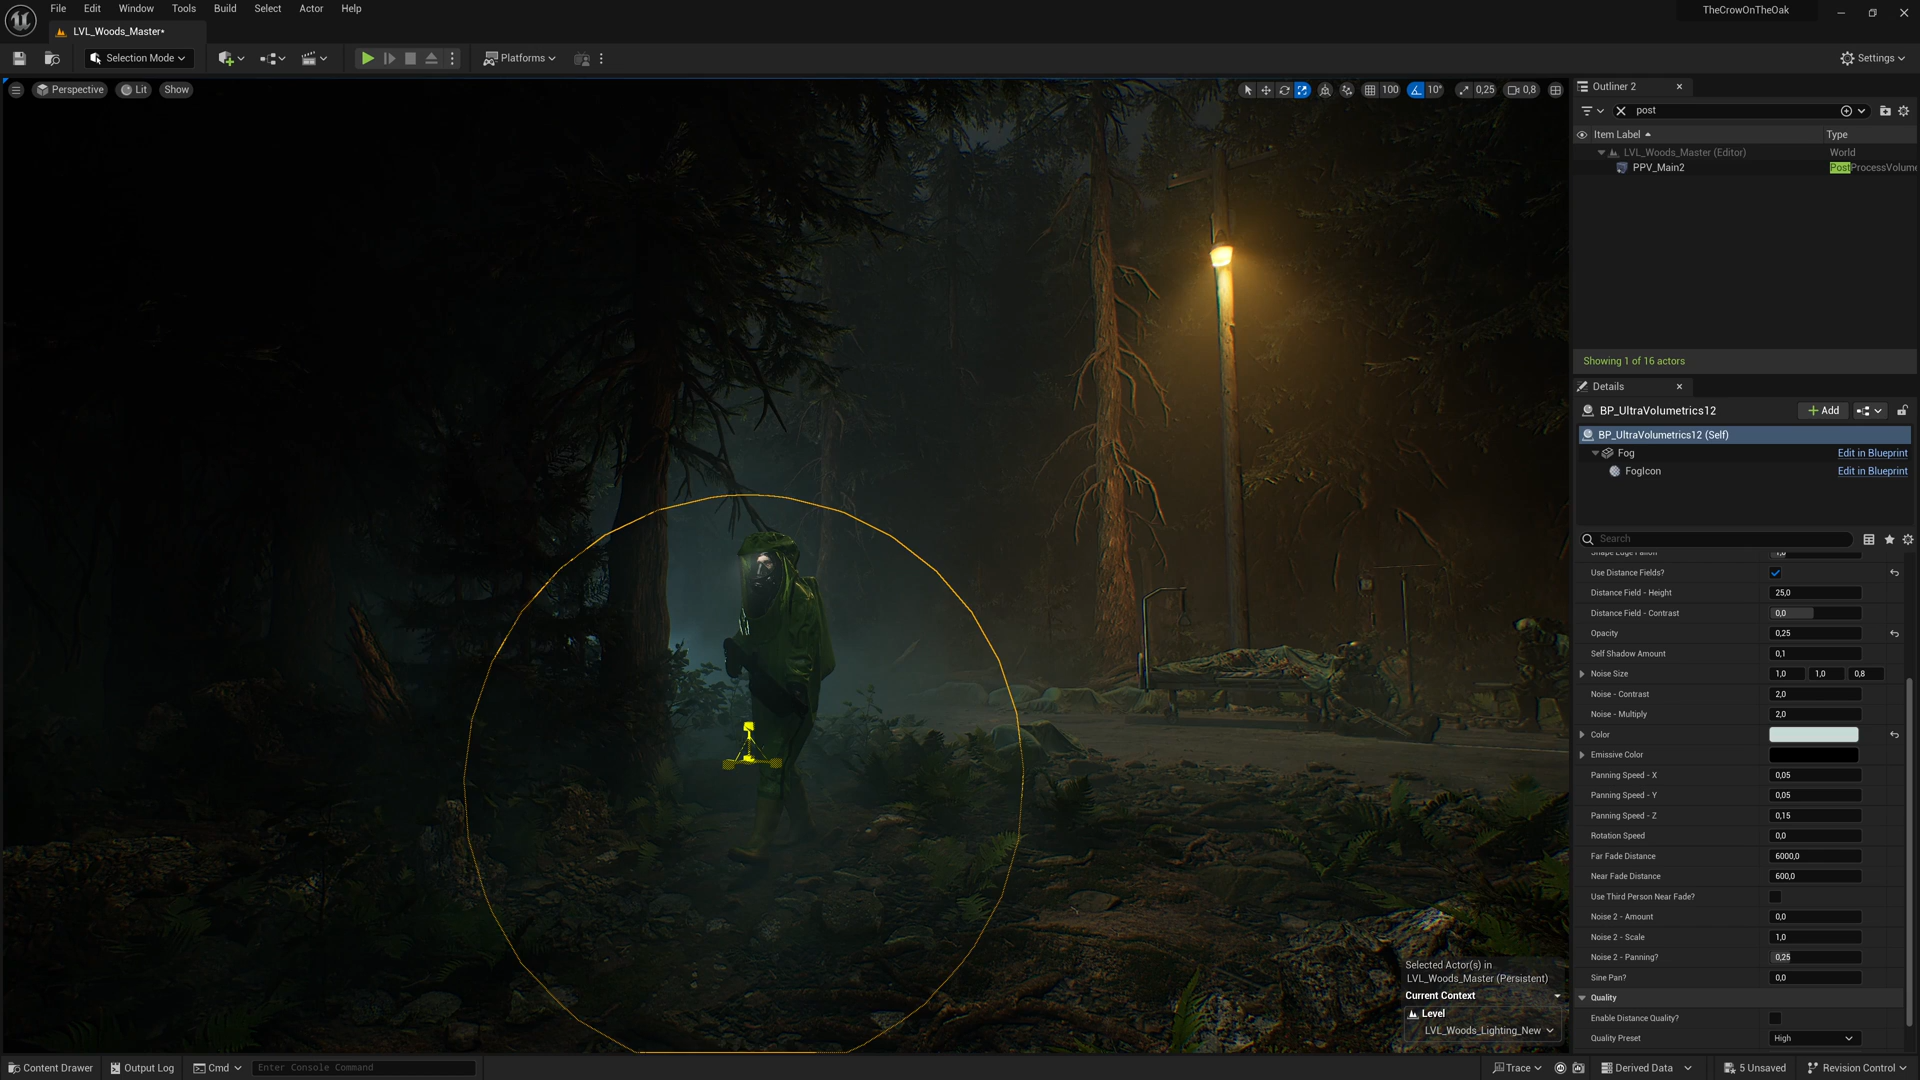 File Edit Window Tools Build Select Actor Help
TheCrowOnTheOak
LVL_Woods_Master*
Selection Mode
Platforms
Settings
Perspective Lit Show
100 10° 0,25 0,8
Outliner 2
post
Item Label Type
LVL_Woods_Master (Editor) World
PPV_Main2 PostProcessVolume
Showing 1 of 16 actors
Details
BP_UltraVolumetrics12
Add
BP_UltraVolumetrics12 (Self)
Fog Edit in Blueprint
FogIcon Edit in Blueprint
Search
Shape Edge Falloff 1,0
Use Distance Fields?
Distance Field - Height 25,0
Distance Field - Contrast 0,0
Opacity 0,25
Self Shadow Amount 0,1
Noise Size 1,0 1,0 0,8
Noise - Contrast 2,0
Noise - Multiply 2,0
Color
Emissive Color
Panning Speed - X 0,05
Panning Speed - Y 0,05
Panning Speed - Z 0,15
Rotation Speed 0,0
Far Fade Distance 6000,0
Near Fade Distance 600,0
Use Third Person Near Fade?
Noise 2 - Amount 0,0
Noise 2 - Scale 1,0
Noise 2 - Panning? 0,25
Sine Pan? 0,0
Quality
Enable Distance Quality?
Quality Preset High
Selected Actor(s) in
LVL_Woods_Master (Persistent)
Current Context
Level
LVL_Woods_Lighting_New
Content Drawer Output Log Cmd Enter Console Command
Trace Derived Data 5 Unsaved Revision Control